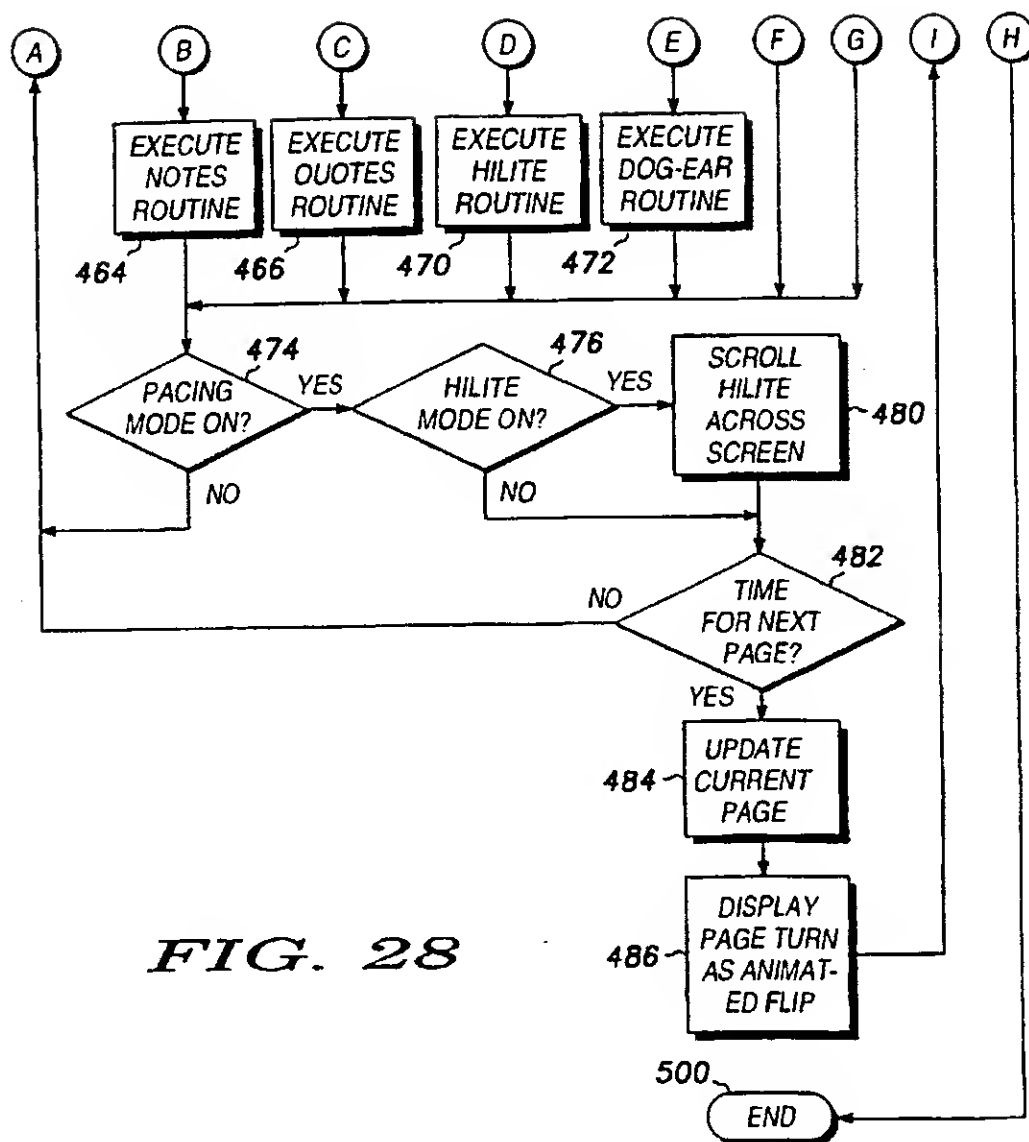 A B C D E F G I H
EXECUTE
NOTES
ROUTINE
464
EXECUTE
OUOTES
ROUTINE
466
EXECUTE
HILITE
ROUTINE
470
EXECUTE
DOG-EAR
ROUTINE
472
474
PACING
MODE ON?
YES
NO
476
HILITE
MODE ON?
YES
NO
SCROLL
HILITE
ACROSS
SCREEN
480
482
TIME
FOR NEXT
PAGE?
NO
YES
484
UPDATE
CURRENT
PAGE
486
DISPLAY
PAGE TURN
AS ANIMAT-
ED FLIP
FIG. 28
500
END